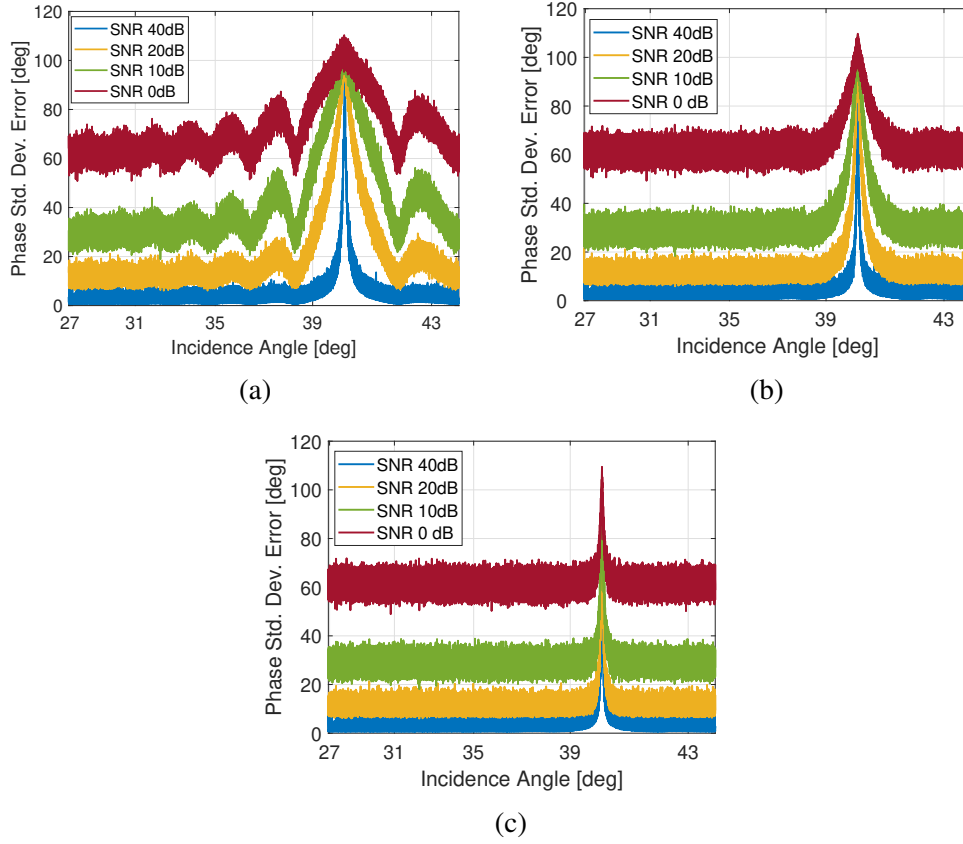 120
100
80
60
40
20
0
Phase Std. Dev. Error [deg]
SNR 40dB
SNR 20dB
SNR 10dB
SNR 0dB
27 31 35 39 43
Incidence Angle [deg]
(a)
120
100
80
60
40
20
0
Phase Std. Dev. Error [deg]
SNR 40dB
SNR 20dB
SNR 10dB
SNR 0 dB
27 31 35 39 43
Incidence Angle [deg]
(b)
120
100
80
60
40
20
0
Phase Std. Dev. Error [deg]
SNR 40dB
SNR 20dB
SNR 10dB
SNR 0 dB
27 31 35 39 43
Incidence Angle [deg]
(c)